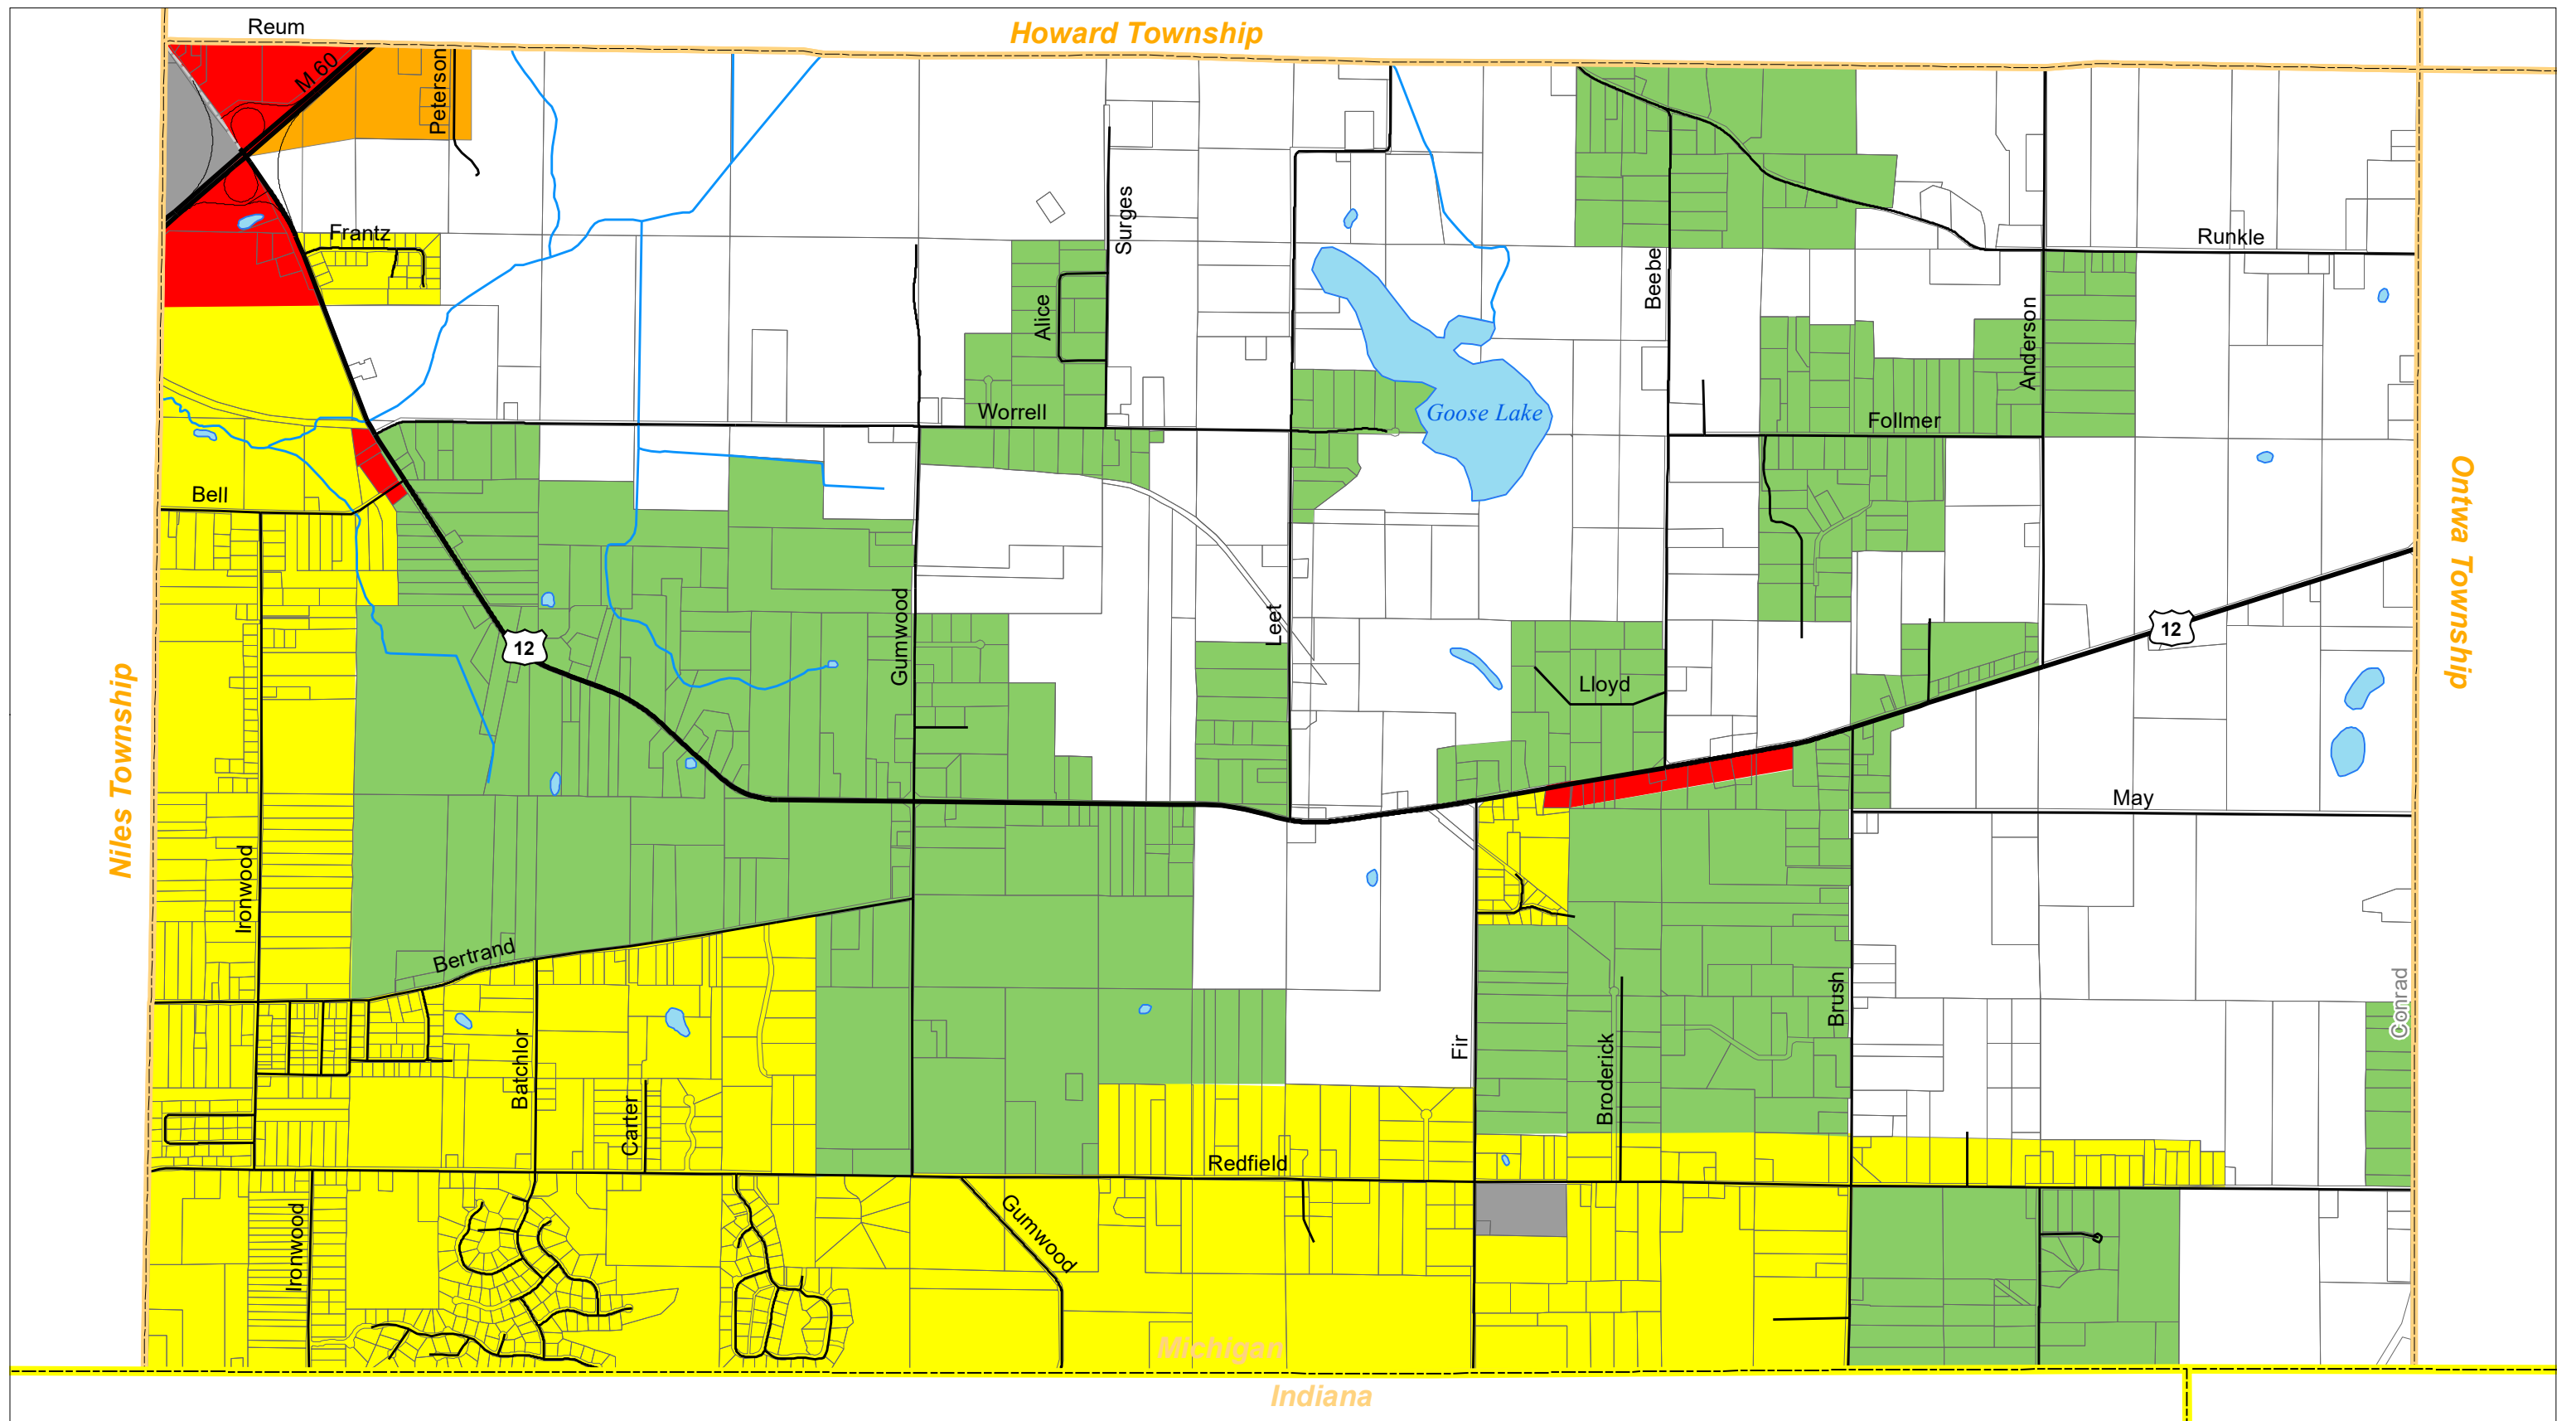 Reum
Howard Township
M 60
Peterson
Frantz
Surges
Runkle
Beebe
Alice
Anderson
Worrell
Goose Lake
Follmer
Bell
Ontwa Township
Gumwood
Leet
12
12
Lloyd
Niles Township
May
Ironwood
Bertrand
Brush
Conrad
Batchlor
Fir
Broderick
Carter
Redfield
Ironwood
Gumwood
Michigan
Indiana